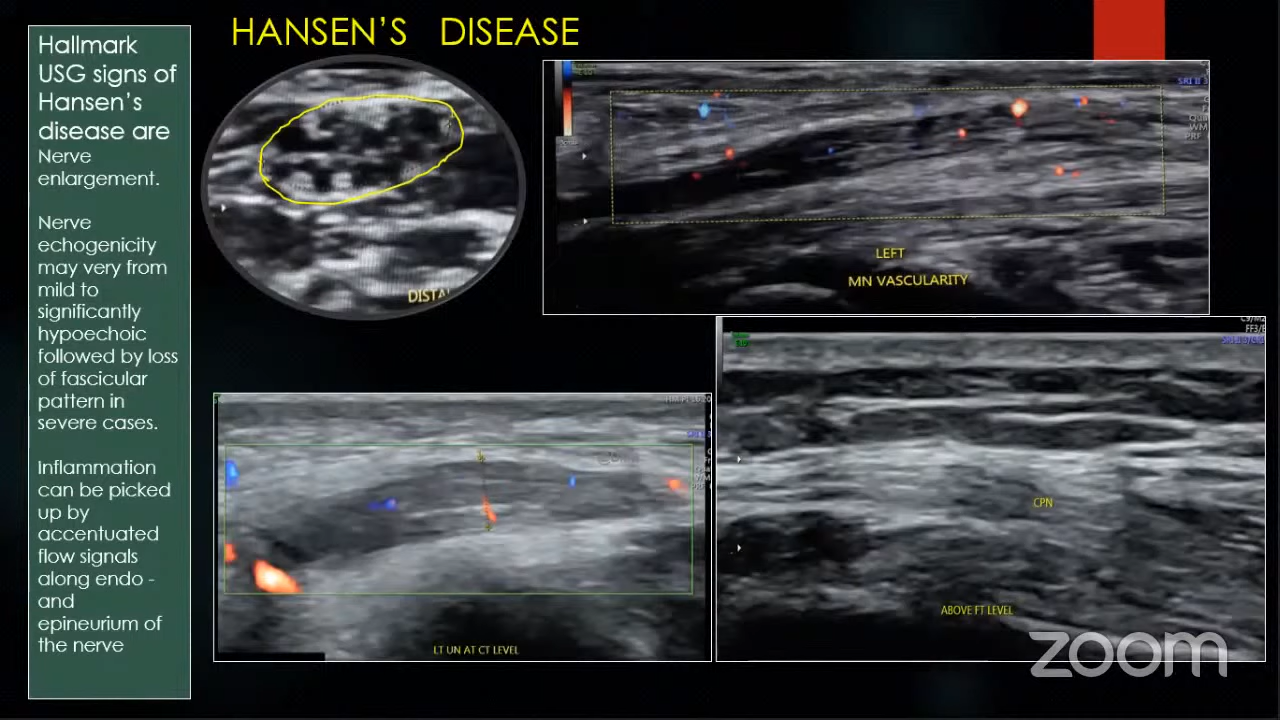 HANSEN’S DISEASE
Hallmark
USG signs of
Hansen’s
disease are
Nerve
enlargement.
Nerve
echogenicity
may very from
mild to
significantly
hypoechoic
followed by loss
of fascicular
pattern in
severe cases.
Inflammation
can be picked
up by
accentuated
flow signals
along endo -
and
epineurium of
the nerve
LEFT
MN VASCULARITY
WM
PRF
CPN
ABOVE FT LEVEL
LT UN AT CT LEVEL
zoom